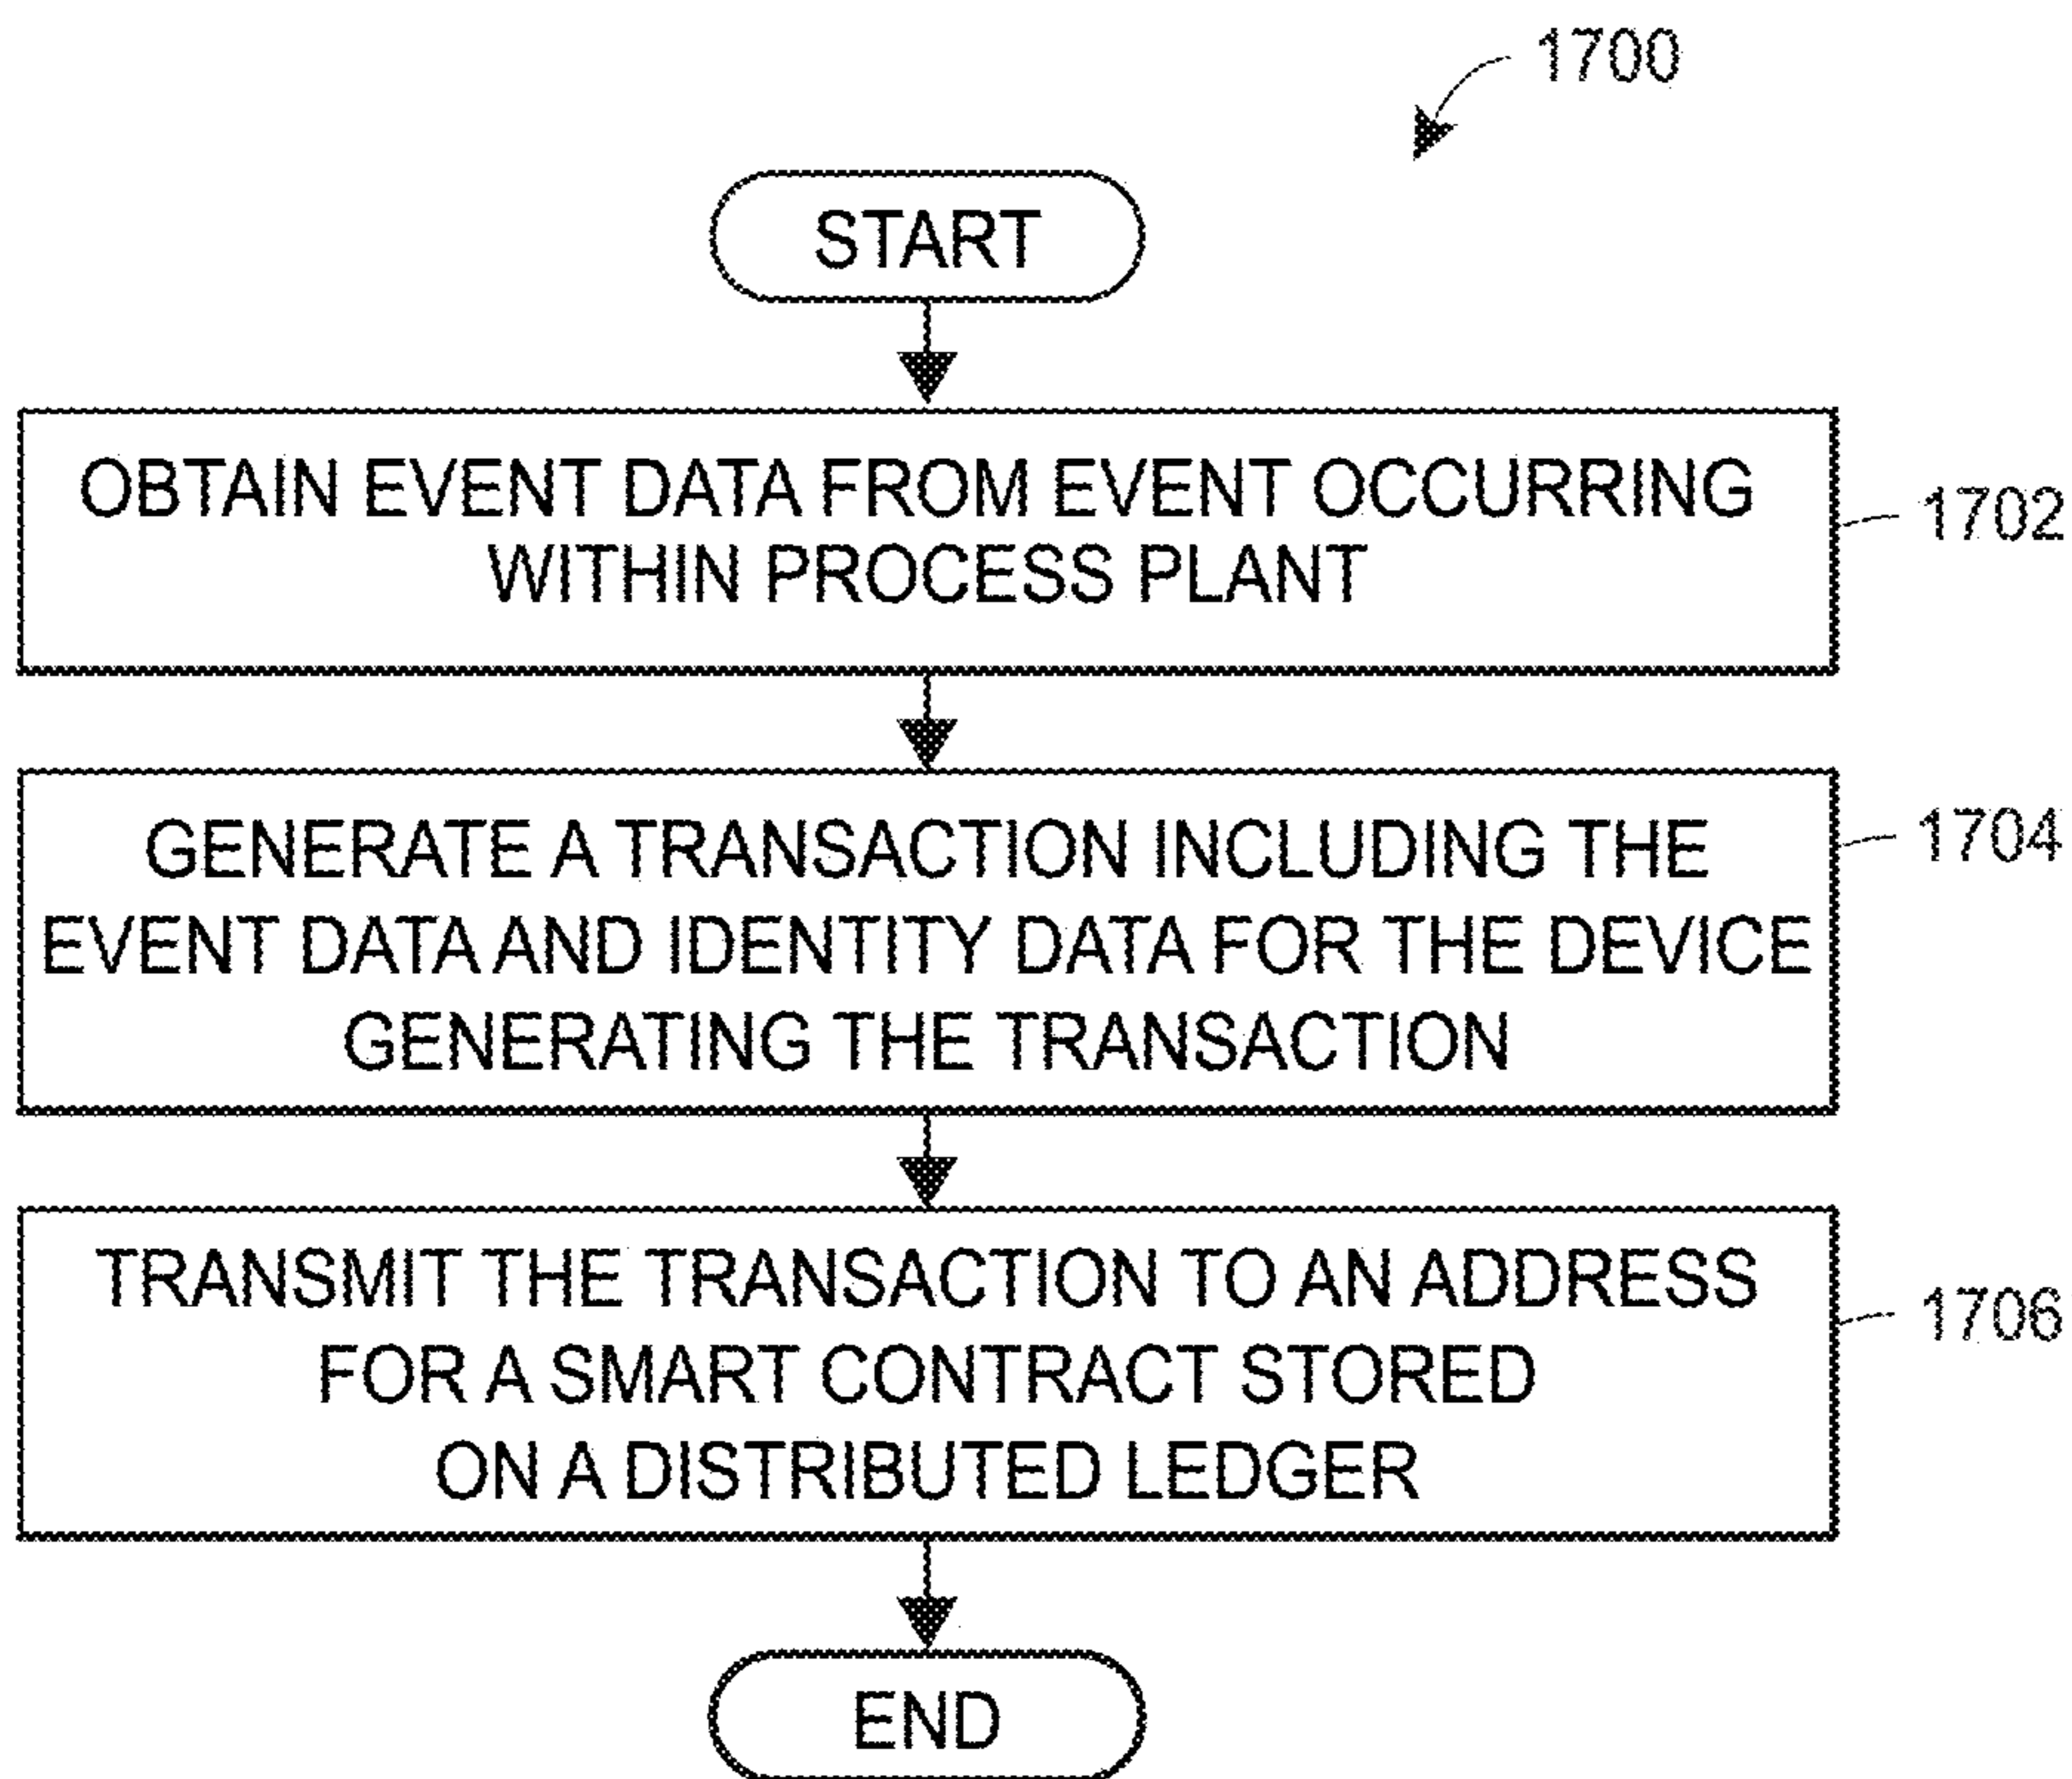 1700
START
OBTAIN EVENT DATA FROM EVENT OCCURRING
WITHIN PROCESS PLANT
1702
GENERATE A TRANSACTION INCLUDING THE
EVENT DATA AND IDENTITY DATA FOR THE DEVICE
GENERATING THE TRANSACTION
1704
TRANSMIT THE TRANSACTION TO AN ADDRESS
FOR A SMART CONTRACT STORED
ON A DISTRIBUTED LEDGER
1706
END